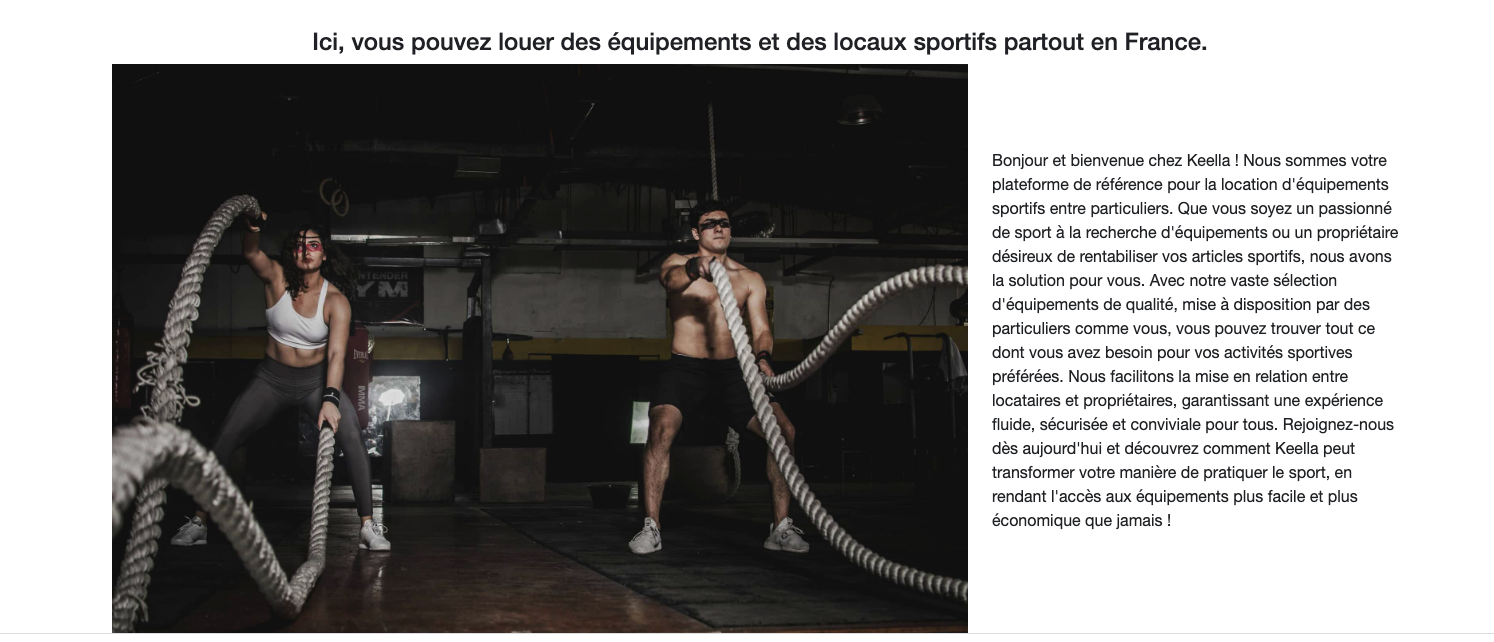 Ici, vous pouvez louer des équipements et des locaux sportifs partout en France.
NTENDER
YM
EVERLAST
MMA
Bonjour et bienvenue chez Keella ! Nous sommes votre
plateforme de référence pour la location d'équipements
sportifs entre particuliers. Que vous soyez un passionné
de sport à la recherche d'équipements ou un propriétaire
désireux de rentabiliser vos articles sportifs, nous avons
la solution pour vous. Avec notre vaste sélection
d'équipements de qualité, mise à disposition par des
particuliers comme vous, vous pouvez trouver tout ce
dont vous avez besoin pour vos activités sportives
préférées. Nous facilitons la mise en relation entre
locataires et propriétaires, garantissant une expérience
fluide, sécurisée et conviviale pour tous. Rejoignez-nous
dès aujourd'hui et découvrez comment Keella peut
transformer votre manière de pratiquer le sport, en
rendant l'accès aux équipements plus facile et plus
économique que jamais !